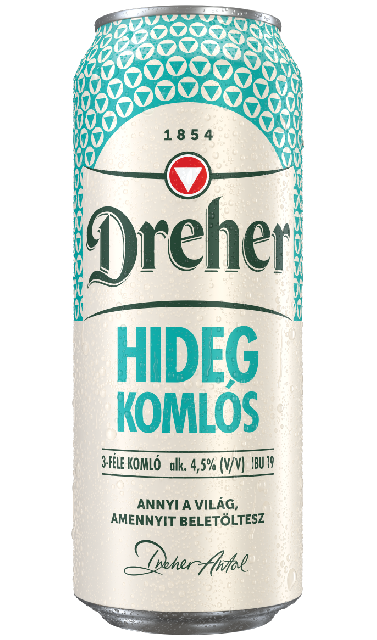 1854
Dreher
HIDEG
KOMLÓS
3-FÉLE KOMLÓ alk. 4,5% (V/V) IBU 19
ANNYI A VILÁG,
AMENNYIT BELETÖLTESZ
Dreher Antal